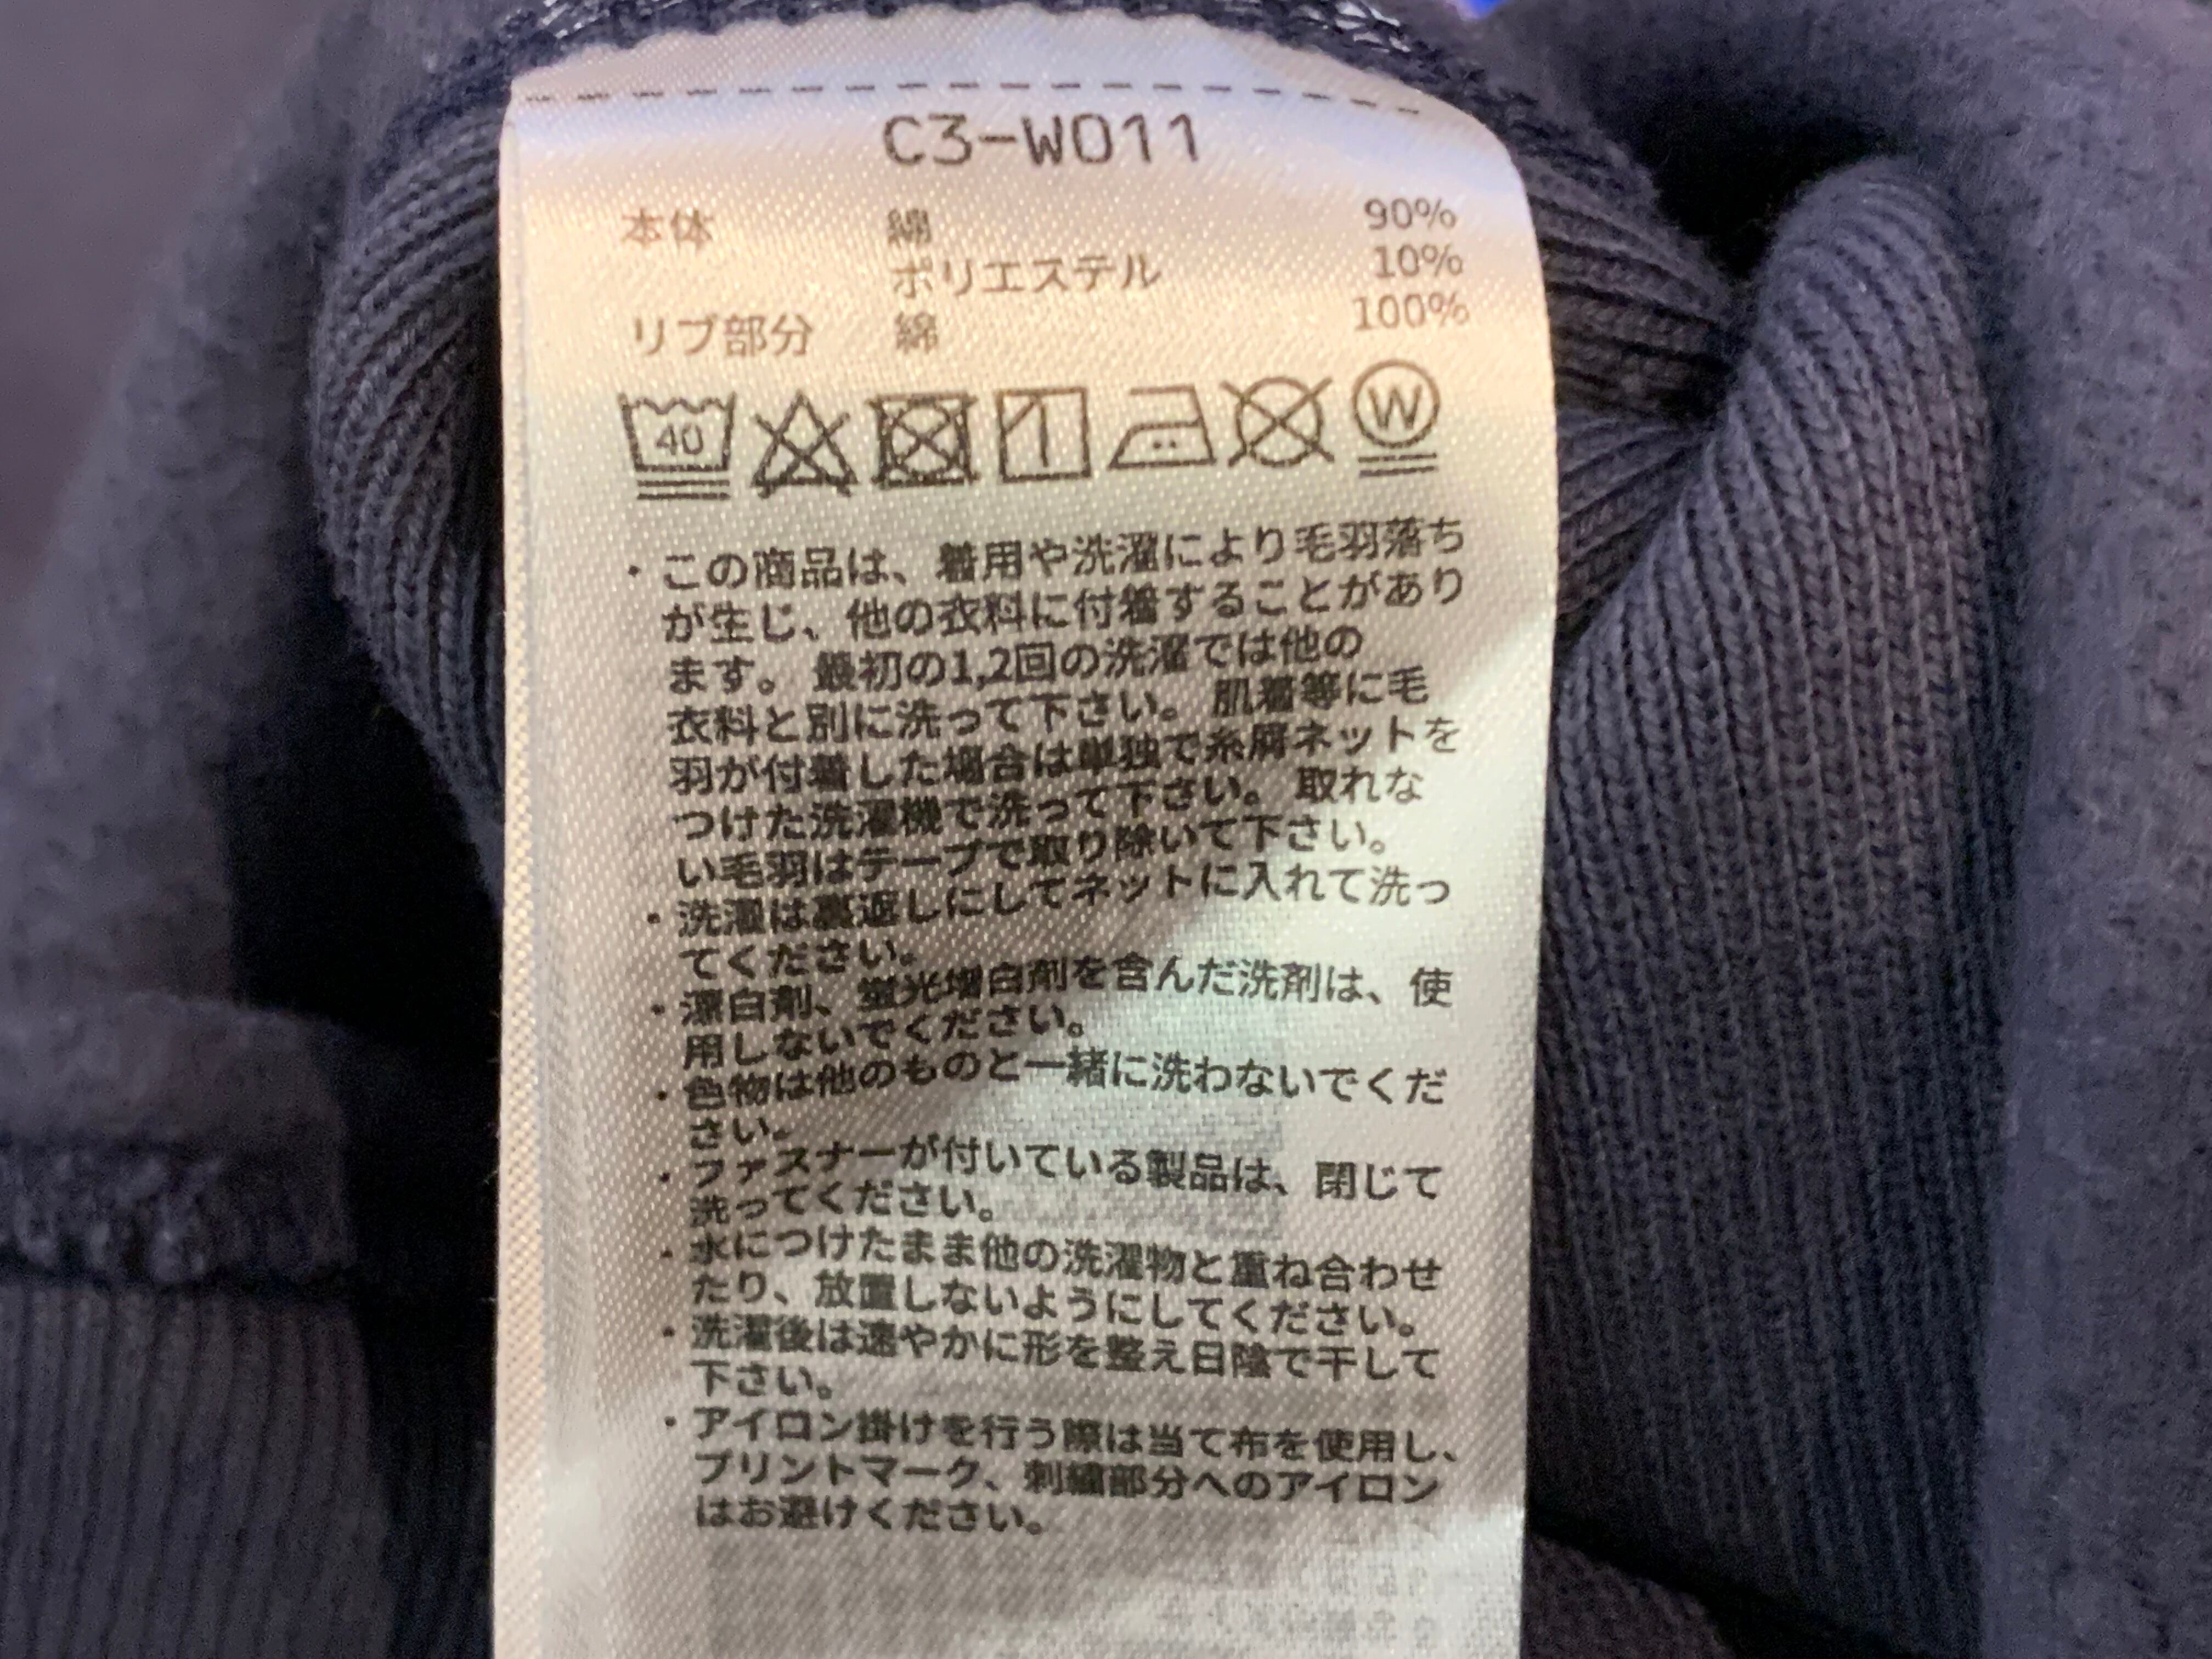 C3-W011
本体 綿 90%
ポリエステル 10%
リブ部分 綿 100%
40 W
・この商品は、着用や洗濯により毛羽落ち
が生じ、他の衣料に付着することがあり
ます。 最初の1,2回の洗濯では他の
衣料と別に洗って下さい。 肌着等に毛
羽が付着した場合は単独で糸屑ネットを
つけた洗濯機で洗って下さい。 取れな
い毛羽はテープで取り除いて下さい。
・洗濯は裏返しにしてネットに入れて洗っ
てください。
・漂白剤、蛍光増白剤を含んだ洗剤は、使
用しないでください。
・色物は他のものと一緒に洗わないでくだ
さい。
・ファスナーが付いている製品は、閉じて
洗ってください。
・水につけたまま他の洗濯物と重ね合わせ
たり、放置しないようにしてください。
・洗濯後は速やかに形を整え日陰で干して
下さい。
・アイロン掛けを行う際は当て布を使用し、
プリントマーク、刺繍部分へのアイロン
はお避けください。